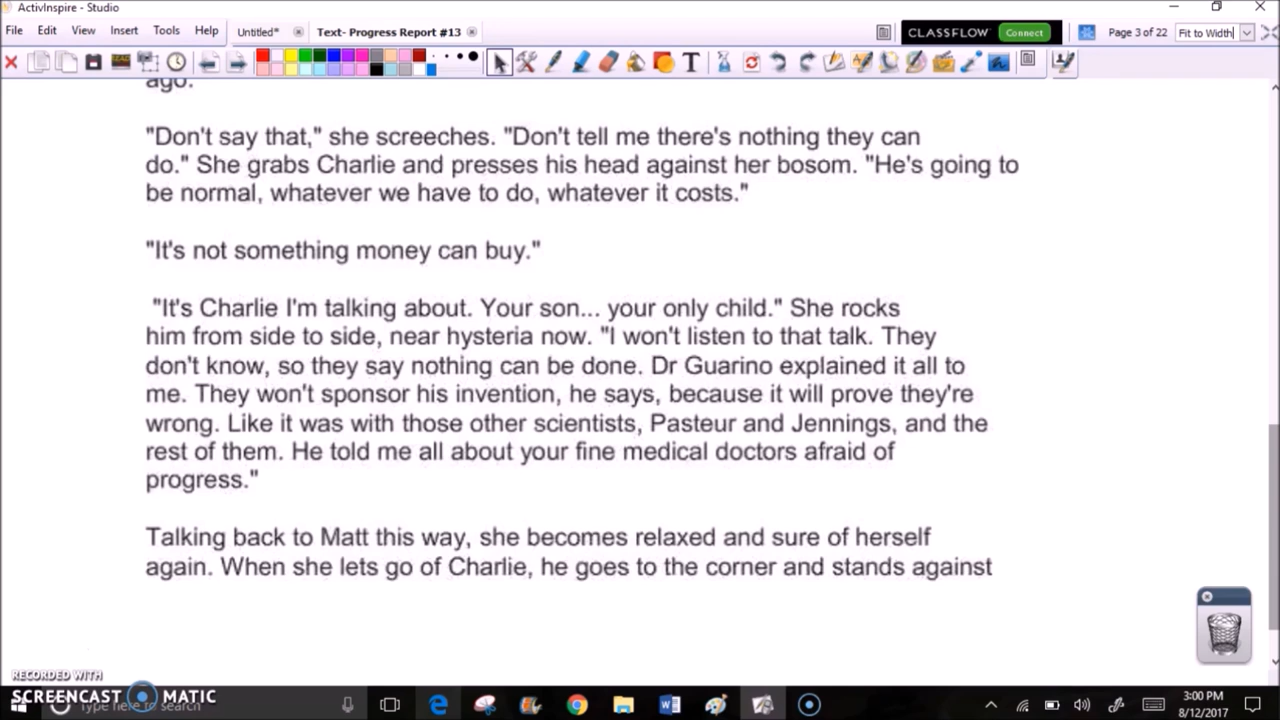 ActivInspire - Studio
File Edit View Insert Tools Help Untitled* Text- Progress Report #13 CLASSFLOW Connect Page 3 of 22 Fit to Width
ago.
"Don't say that," she screeches. "Don't tell me there's nothing they can
do." She grabs Charlie and presses his head against her bosom. "He's going to
be normal, whatever we have to do, whatever it costs."
"It's not something money can buy."
"It's Charlie I'm talking about. Your son... your only child." She rocks
him from side to side, near hysteria now. "I won't listen to that talk. They
don't know, so they say nothing can be done. Dr Guarino explained it all to
me. They won't sponsor his invention, he says, because it will prove they're
wrong. Like it was with those other scientists, Pasteur and Jennings, and the
rest of them. He told me all about your fine medical doctors afraid of
progress."
Talking back to Matt this way, she becomes relaxed and sure of herself
again. When she lets go of Charlie, he goes to the corner and stands against
RECORDED WITH
SCREENCAST MATIC
Type here to search
3:00 PM
8/12/2017